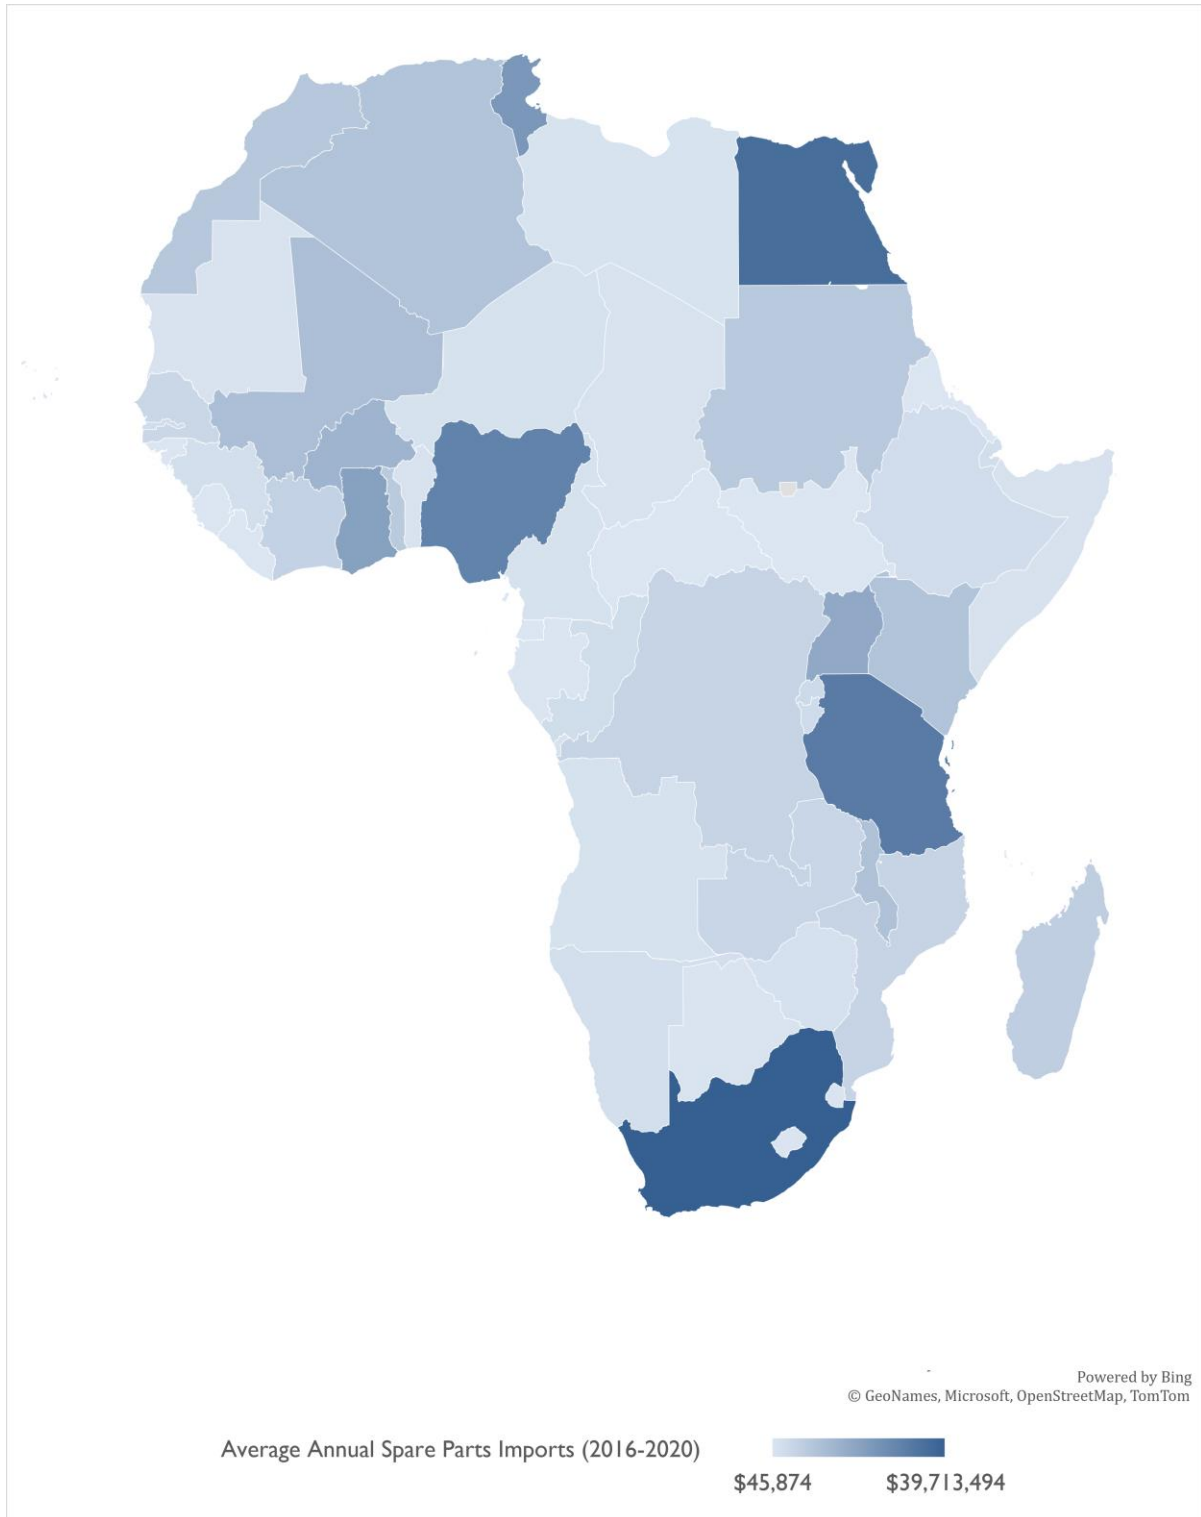 Powered by Bing
© GeoNames, Microsoft, OpenStreetMap, TomTom
Average Annual Spare Parts Imports (2016-2020)
$45,874 $39,713,494